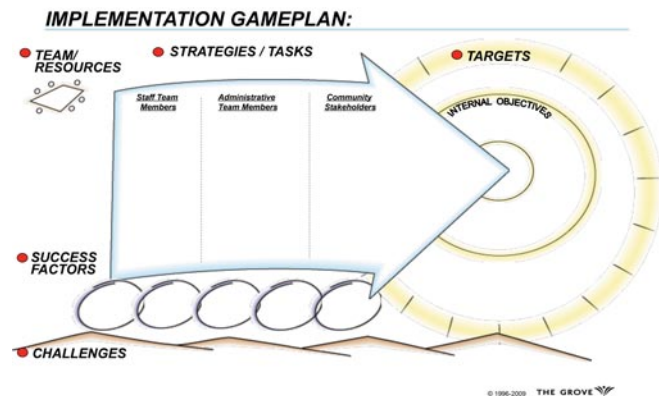 IMPLEMENTATION GAMEPLAN:
TEAM/
RESOURCES
STRATEGIES / TASKS
TARGETS
Staff Team
Members
Administrative
Team Members
Community
Stakeholders
INTERNAL OBJECTIVES
SUCCESS
FACTORS
CHALLENGES
© 1996-2009 THE GROVE